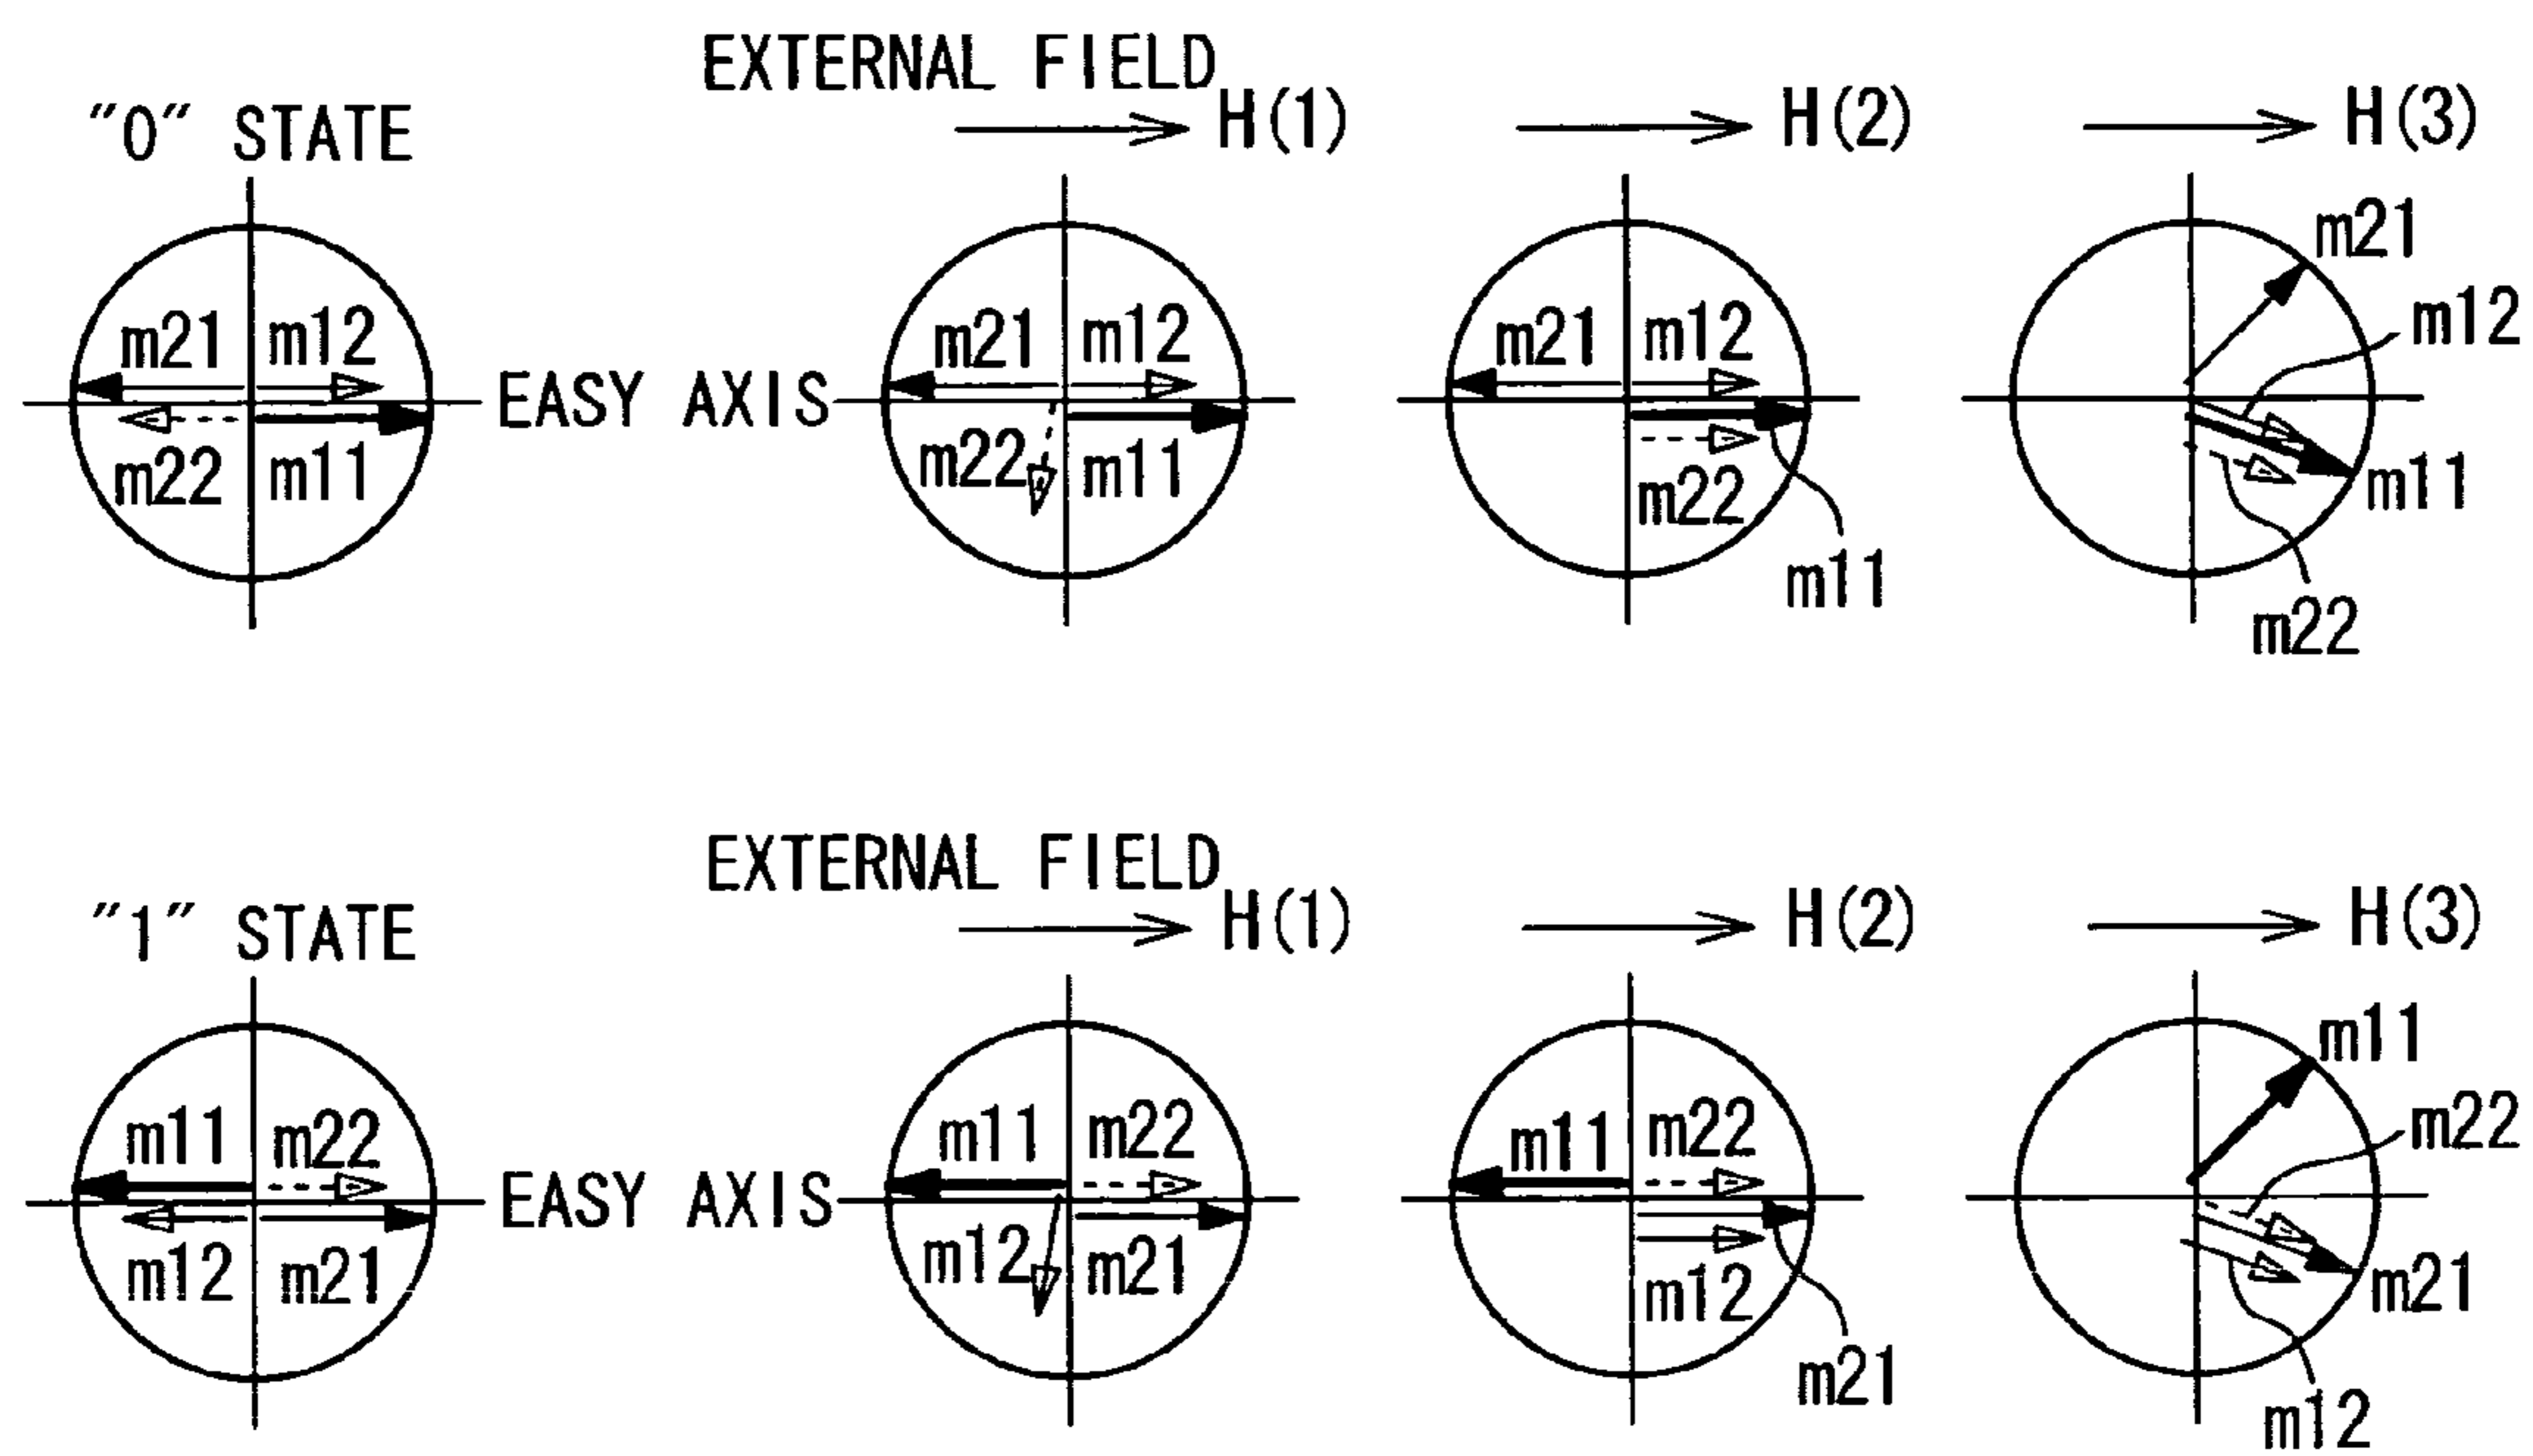 EXTERNAL FIELD
"0" STATE
H(1)
H(2)
H(3)
m21 m12
m22 m11
EASY AXIS
m21 m12
m22 m11
m21 m12
m22
m11
m21
m12
m11
m22
EXTERNAL FIELD
"1" STATE
H(1)
H(2)
H(3)
m11 m22
m12 m21
EASY AXIS
m11 m22
m12 m21
m11 m22
m12
m21
m11
m22
m21
m12